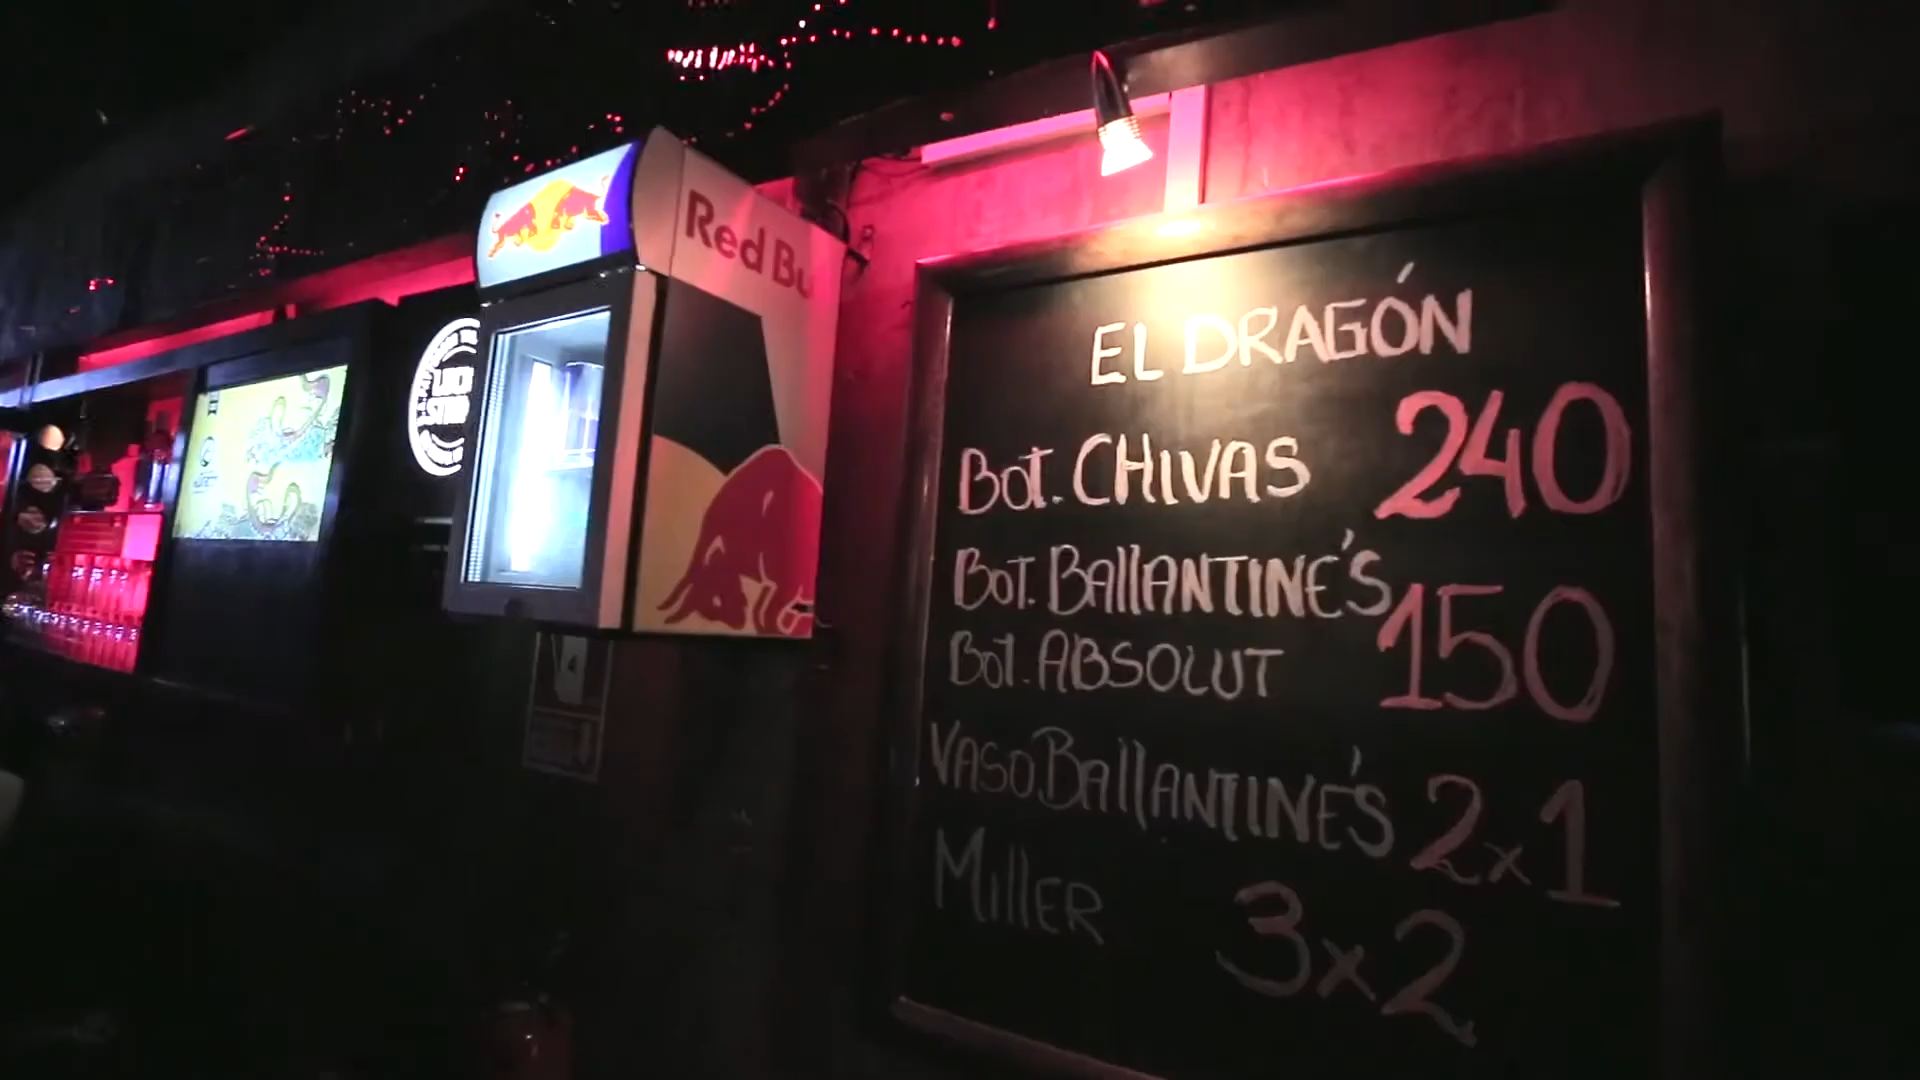 Red Bu
EL DRAGÓN
Bot. CHIVAS 240
Bot. BAllANTINE'S
Bot. ABSOLUT 150
VASO BAllANTINE'S 2x1
MillER 3x2